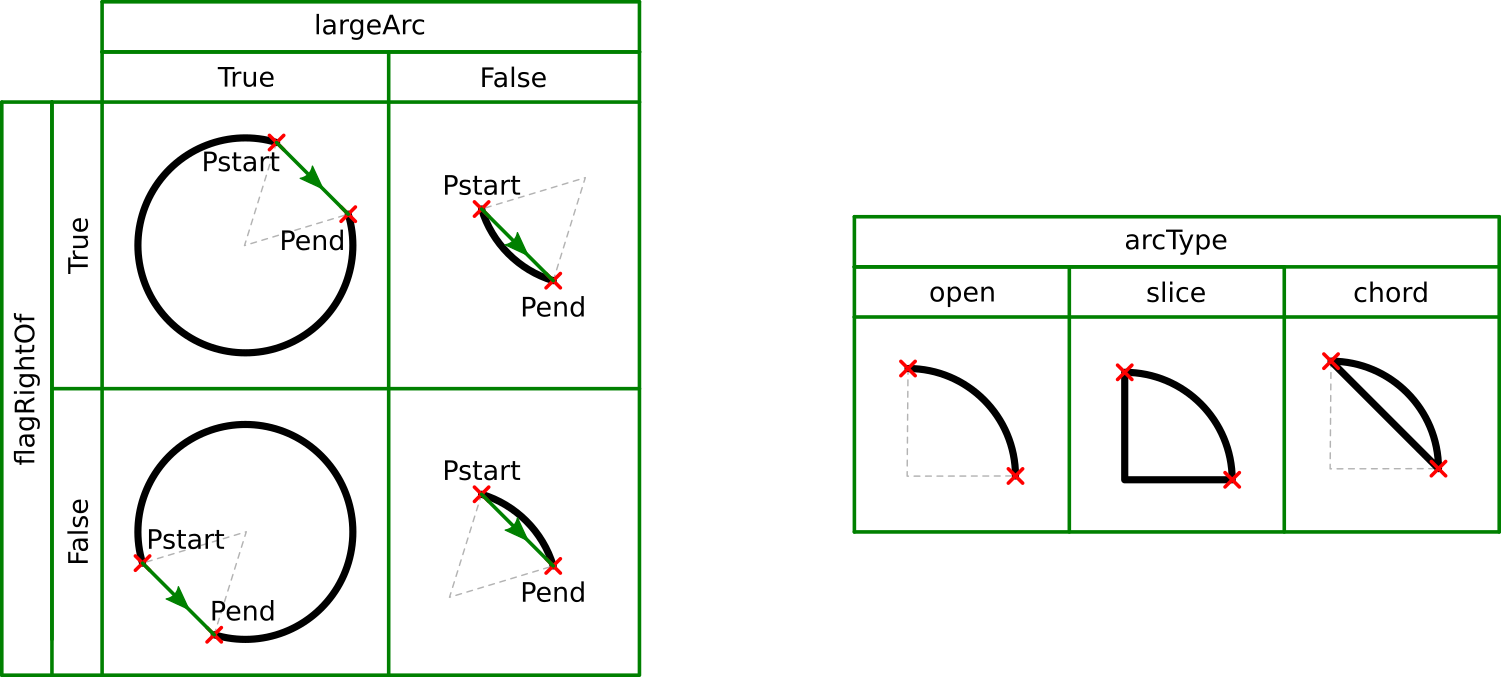 largeArc
True
False
flagRightOf
True
Pstart
Pend
Pstart
Pend
False
Pstart
Pend
Pstart
Pend
arcType
open
slice
chord